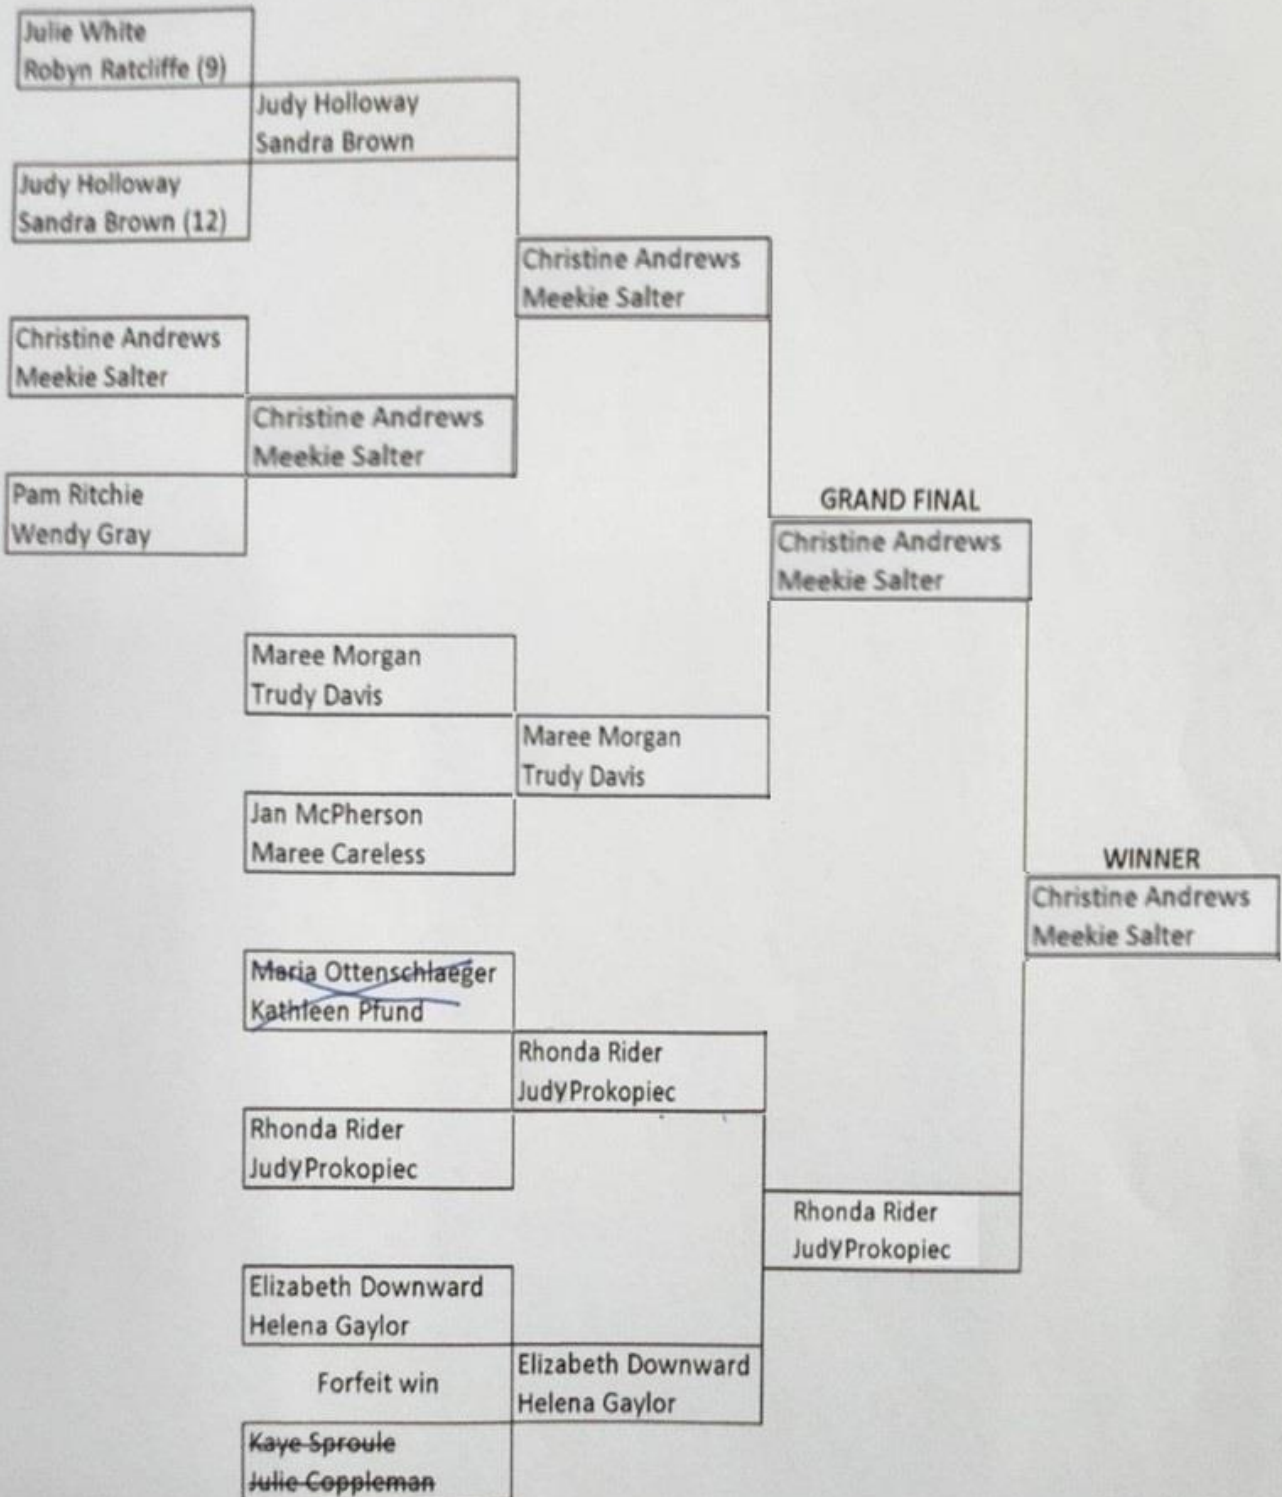 Julie White
Robyn Ratcliffe (9)
Judy Holloway
Sandra Brown
Judy Holloway
Sandra Brown (12)
Christine Andrews
Meekie Salter
Christine Andrews
Meekie Salter
Christine Andrews
Meekie Salter
Pam Ritchie
Wendy Gray
GRAND FINAL
Christine Andrews
Meekie Salter
Maree Morgan
Trudy Davis
Maree Morgan
Trudy Davis
Jan McPherson
Maree Careless
WINNER
Christine Andrews
Meekie Salter
Maria Ottenschlaeger
Kathleen Pfund
Rhonda Rider
JudyProkopiec
Rhonda Rider
JudyProkopiec
Rhonda Rider
JudyProkopiec
Elizabeth Downward
Helena Gaylor
Forfeit win
Elizabeth Downward
Helena Gaylor
Kaye Sproule
Julie Coppleman